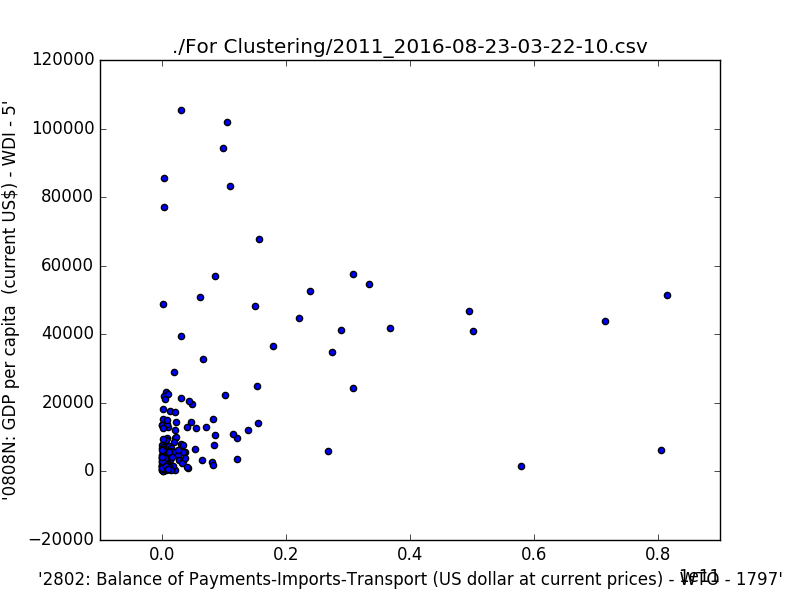 ./For Clustering/2011_2016-08-23-03-22-10.csv
120000
100000
80000
60000
40000
20000
0
−20000
'0808N: GDP per capita  (current US$) - WDI - 5'
0.0 0.2 0.4 0.6 0.8
1e11
'2802: Balance of Payments-Imports-Transport (US dollar at current prices) - WTO - 1797'